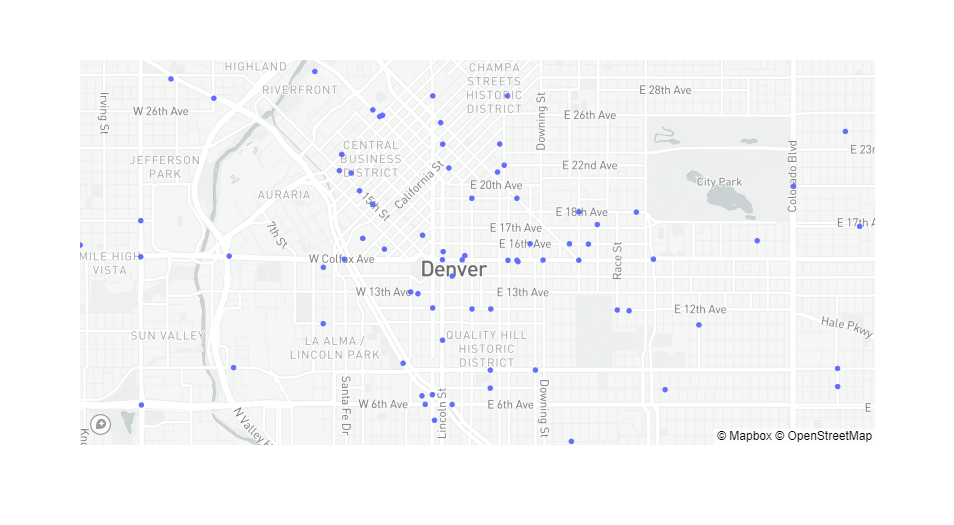 HIGHLAND
RIVERFRONT
CHAMPA
STREETS
HISTORIC
DISTRICT
E 28th Ave
Irving St
W 26th Ave
Downing St
E 26th Ave
CENTRAL
BUSINESS
DISTRICT
JEFFERSON
PARK
E 22nd Ave
E 23r
Colorado Blvd
City Park
AURARIA
15th St
California St
E 20th Ave
7th St
E 18th Ave
E 17th Ave
E 17th A
E 16th Ave
Race St
MILE HIGH
VISTA
W Colfax Ave
Denver
W 13th Ave
E 13th Ave
E 12th Ave
Hale Pkwy
SUN VALLEY
LA ALMA /
LINCOLN PARK
QUALITY HILL
HISTORIC
DISTRICT
Santa Fe Dr
W 6th Ave
Lincoln St
E 6th Ave
Downing St
E
N Valley H
Kno
© Mapbox © OpenStreetMap